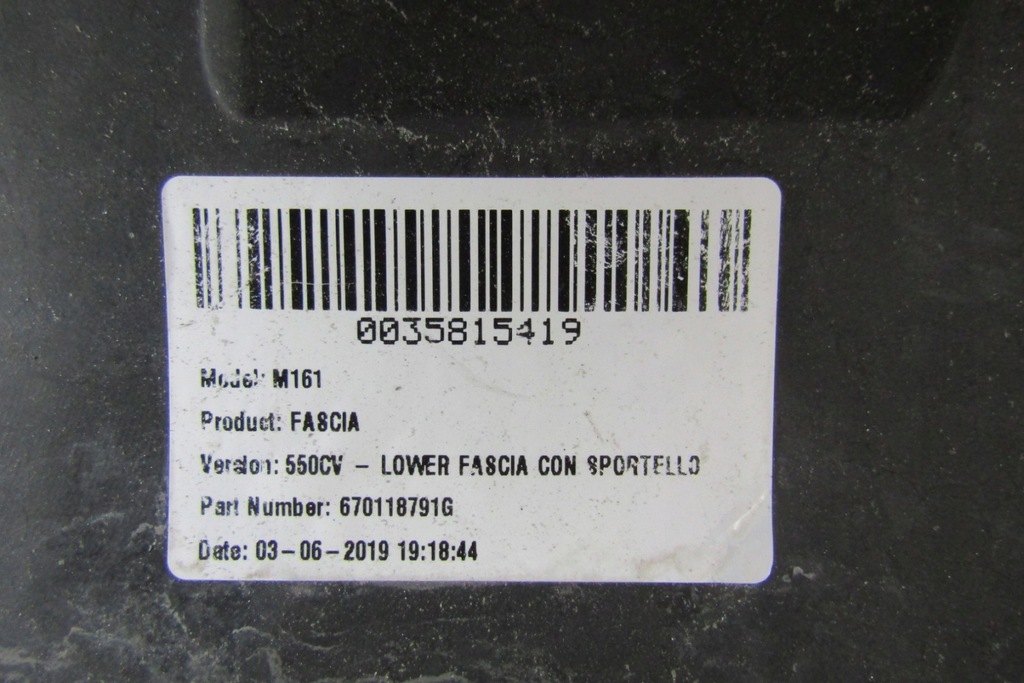 0035815419
Model: M161
Product: FASCIA
Version: 550CV - LOWER FASCIA CON SPORTELLO
Part Number: 670118791G
Date: 03-06-2019 19:18:44